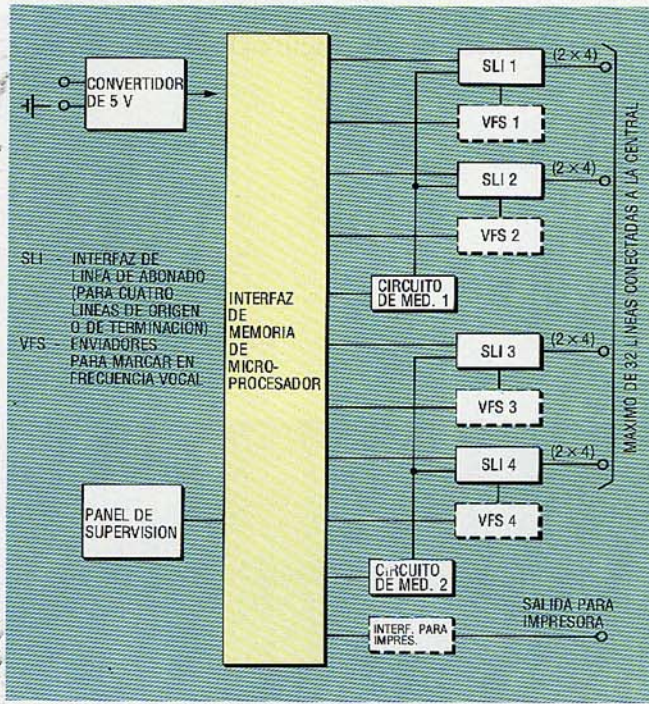 CONVERTIDOR
DE 5 V
SLI - INTERFAZ DE
LINEA DE ABONADO
(PARA CUATRO
LINEAS DE ORIGEN
O DE TERMINACION)
VFS - ENVIADORES
PARA MARCAR EN
FRECUENCIA VOCAL
PANEL DE
SUPERVISION
INTERFAZ
DE
MEMORIA
DE
MICRO-
PROCESADOR
SLI 1
(2 × 4)
VFS 1
SLI 2
(2 × 4)
VFS 2
CIRCUITO
DE MED. 1
SLI 3
(2 × 4)
VFS 3
SLI 4
(2 × 4)
VFS 4
CIRCUITO
DE MED. 2
INTERF. PARA
IMPRES.
SALIDA PARA
IMPRESORA
MAXIMO DE 32 LINEAS CONECTADAS A LA CENTRAL